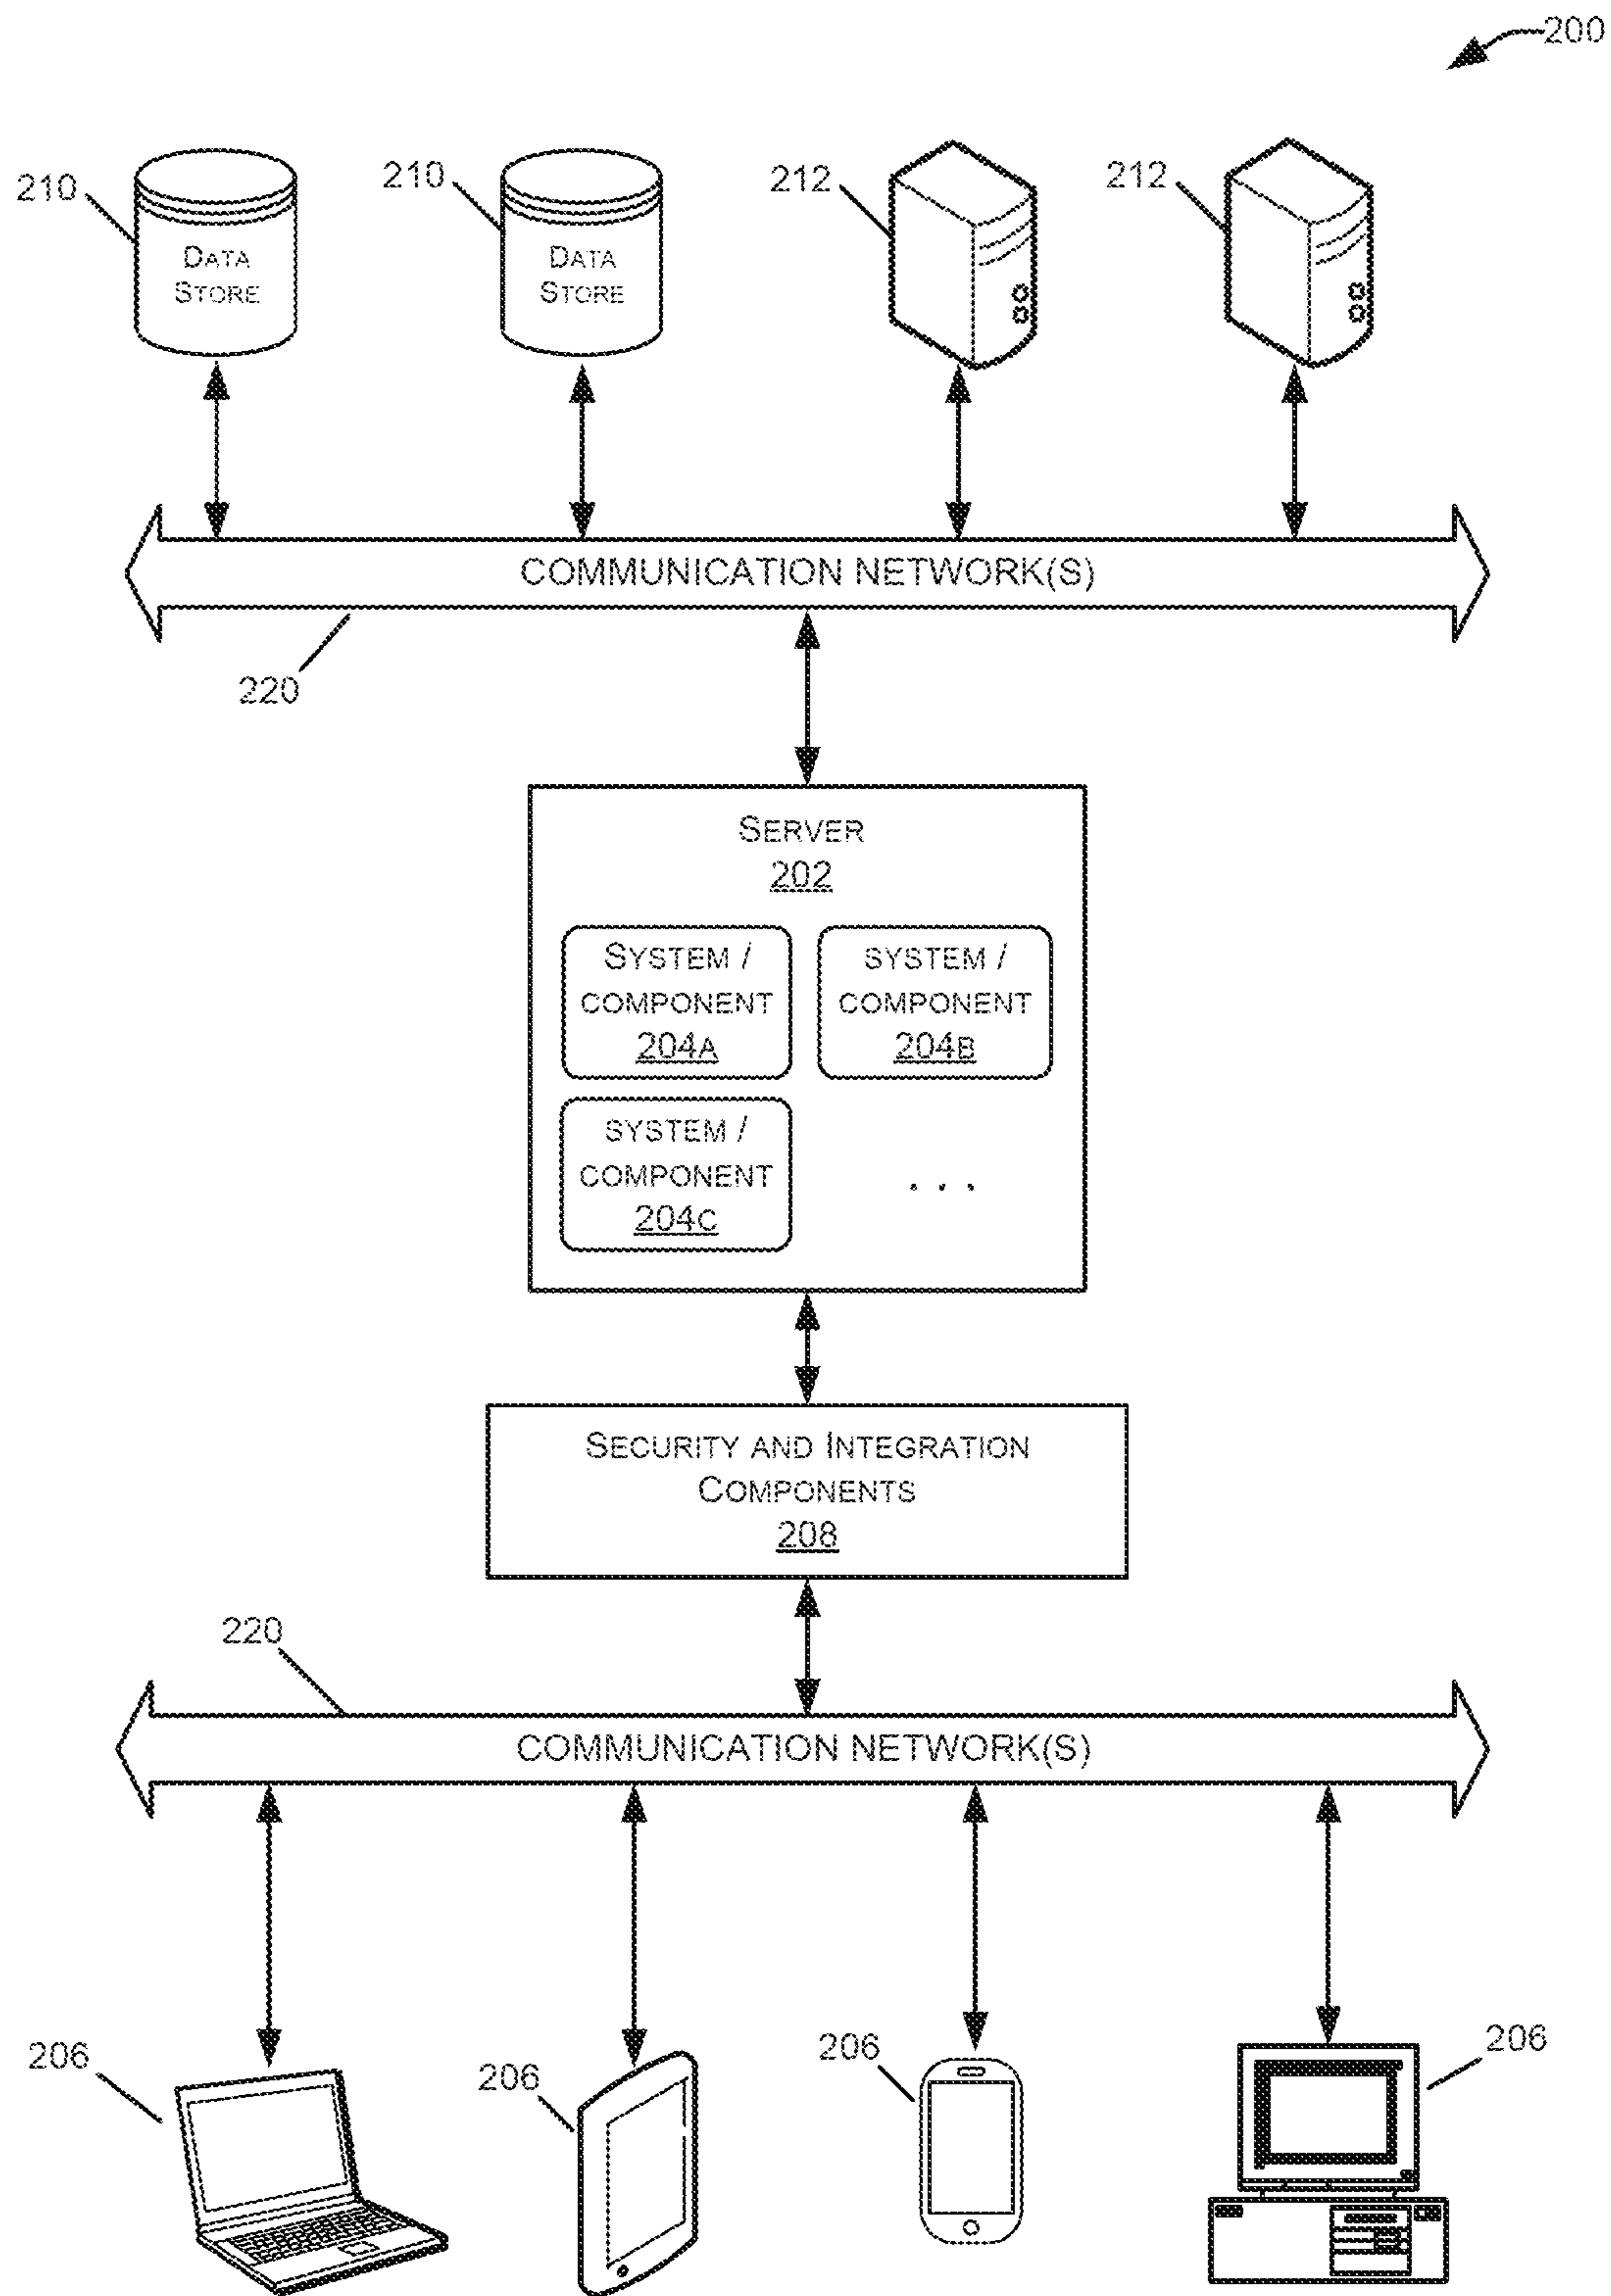 200
210
210
212
212
DATA
STORE
DATA
STORE
COMMUNICATION NETWORK(S)
220
SERVER
202
SYSTEM /
COMPONENT
204A
SYSTEM /
COMPONENT
204B
SYSTEM /
COMPONENT
204C
. . .
SECURITY AND INTEGRATION
COMPONENTS
208
220
COMMUNICATION NETWORK(S)
206
206
206
206